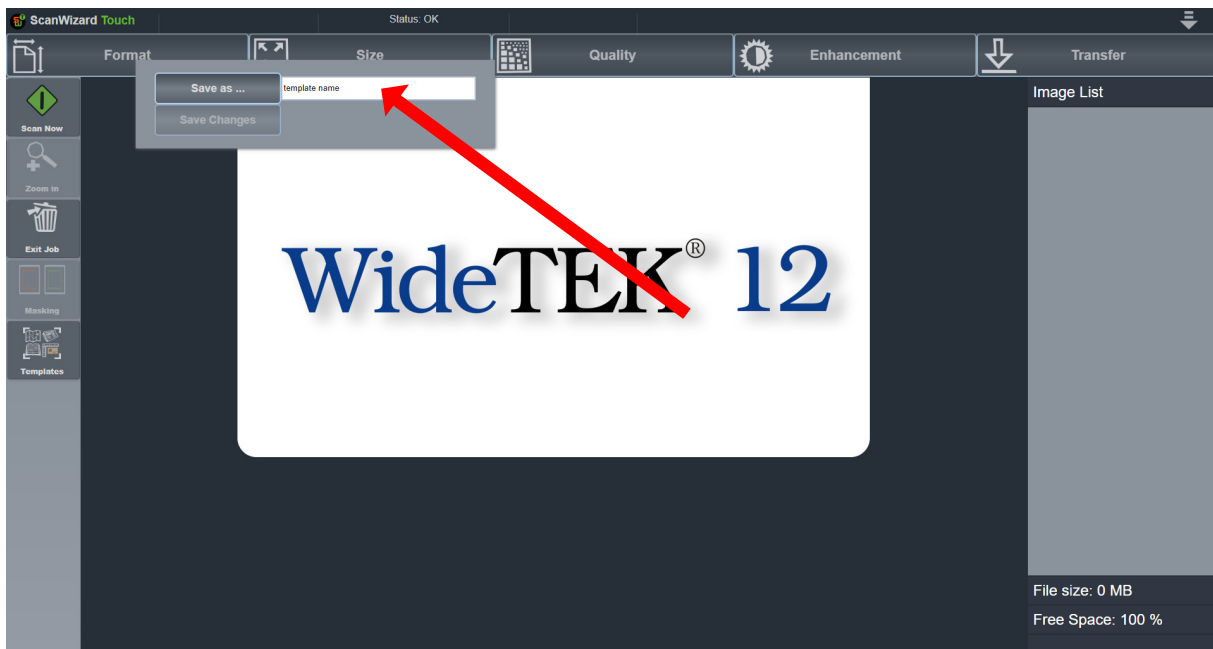 ScanWizard Touch
Status: OK
Format
Size
Quality
Enhancement
Transfer
Save as ...
template name
Save Changes
Scan Now
Zoom in
Exit Job
Masking
Templates
WideTEK® 12
Image List
File size: 0 MB
Free Space: 100 %